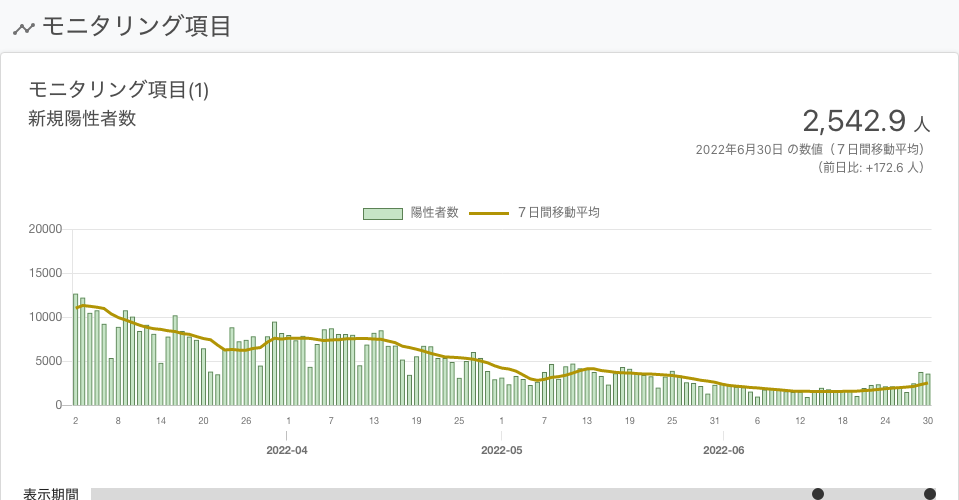 モニタリング項目
モニタリング項目(1)
新規陽性者数
2,542.9 人
2022年6月30日 の数値（７日間移動平均）
（前日比: +172.6 人）
陽性者数 ７日間移動平均
20000
15000
10000
5000
0
2 8 14 20 26 1 7 13 19 25 1 7 13 19 25 31 6 12 18 24 30
2022-04 2022-05 2022-06
表示期間